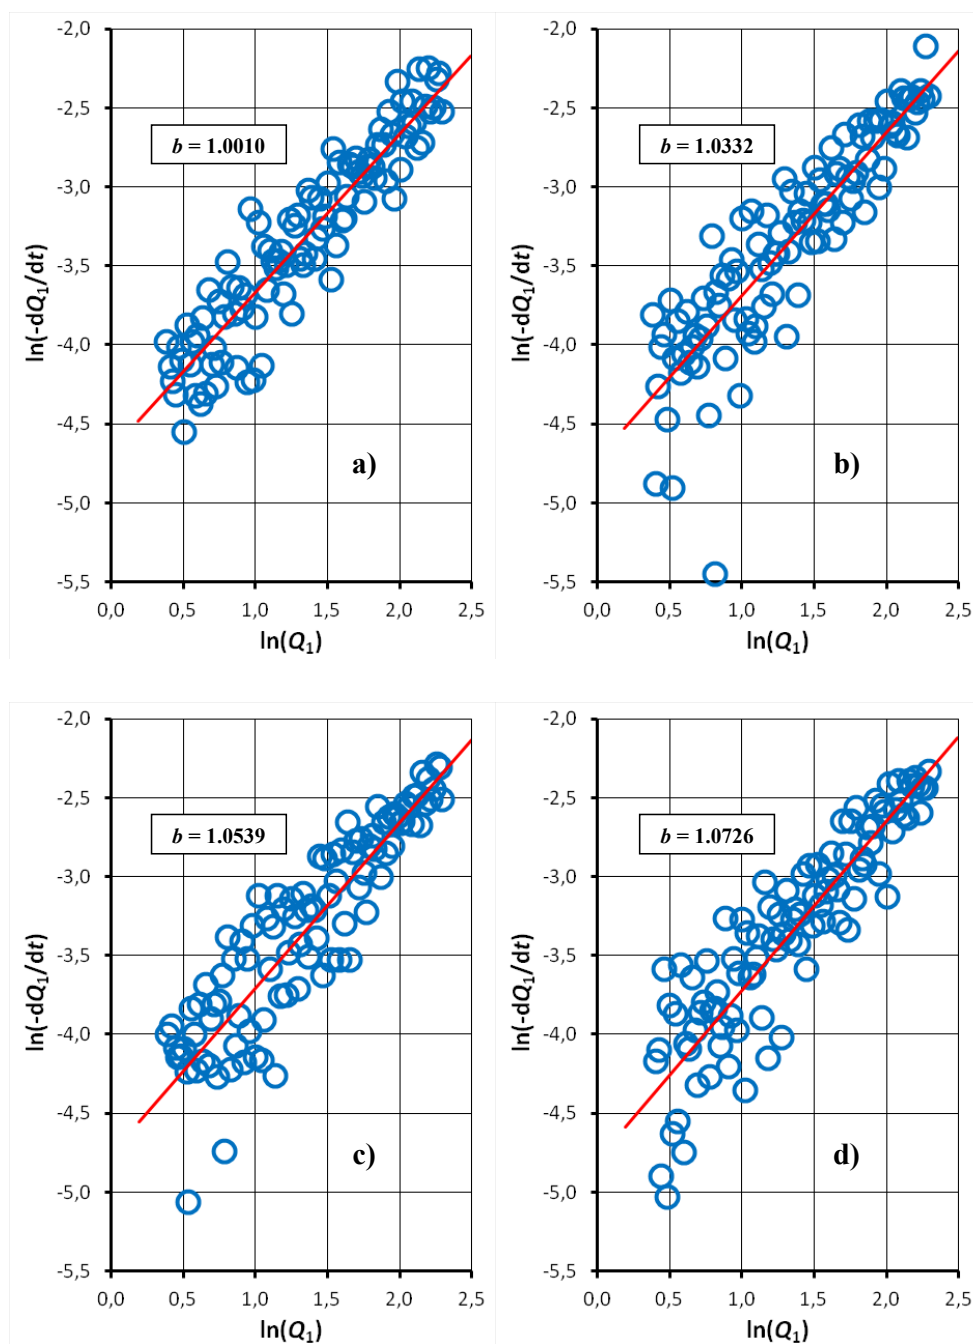 -2,0
-2,5
-3,0
-3,5
-4,0
-4,5
-5,0
-5,5
ln(-dQ1/dt)
b = 1.0010
a)
0,0 0,5 1,0 1,5 2,0 2,5
ln(Q1)
-2,0
-2,5
-3,0
-3,5
-4,0
-4,5
-5,0
-5,5
ln(-dQ1/dt)
b = 1.0332
b)
0,0 0,5 1,0 1,5 2,0 2,5
ln(Q1)
-2,0
-2,5
-3,0
-3,5
-4,0
-4,5
-5,0
-5,5
ln(-dQ1/dt)
b = 1.0539
c)
0,0 0,5 1,0 1,5 2,0 2,5
ln(Q1)
-2,0
-2,5
-3,0
-3,5
-4,0
-4,5
-5,0
-5,5
ln(-dQ1/dt)
b = 1.0726
d)
0,0 0,5 1,0 1,5 2,0 2,5
ln(Q1)